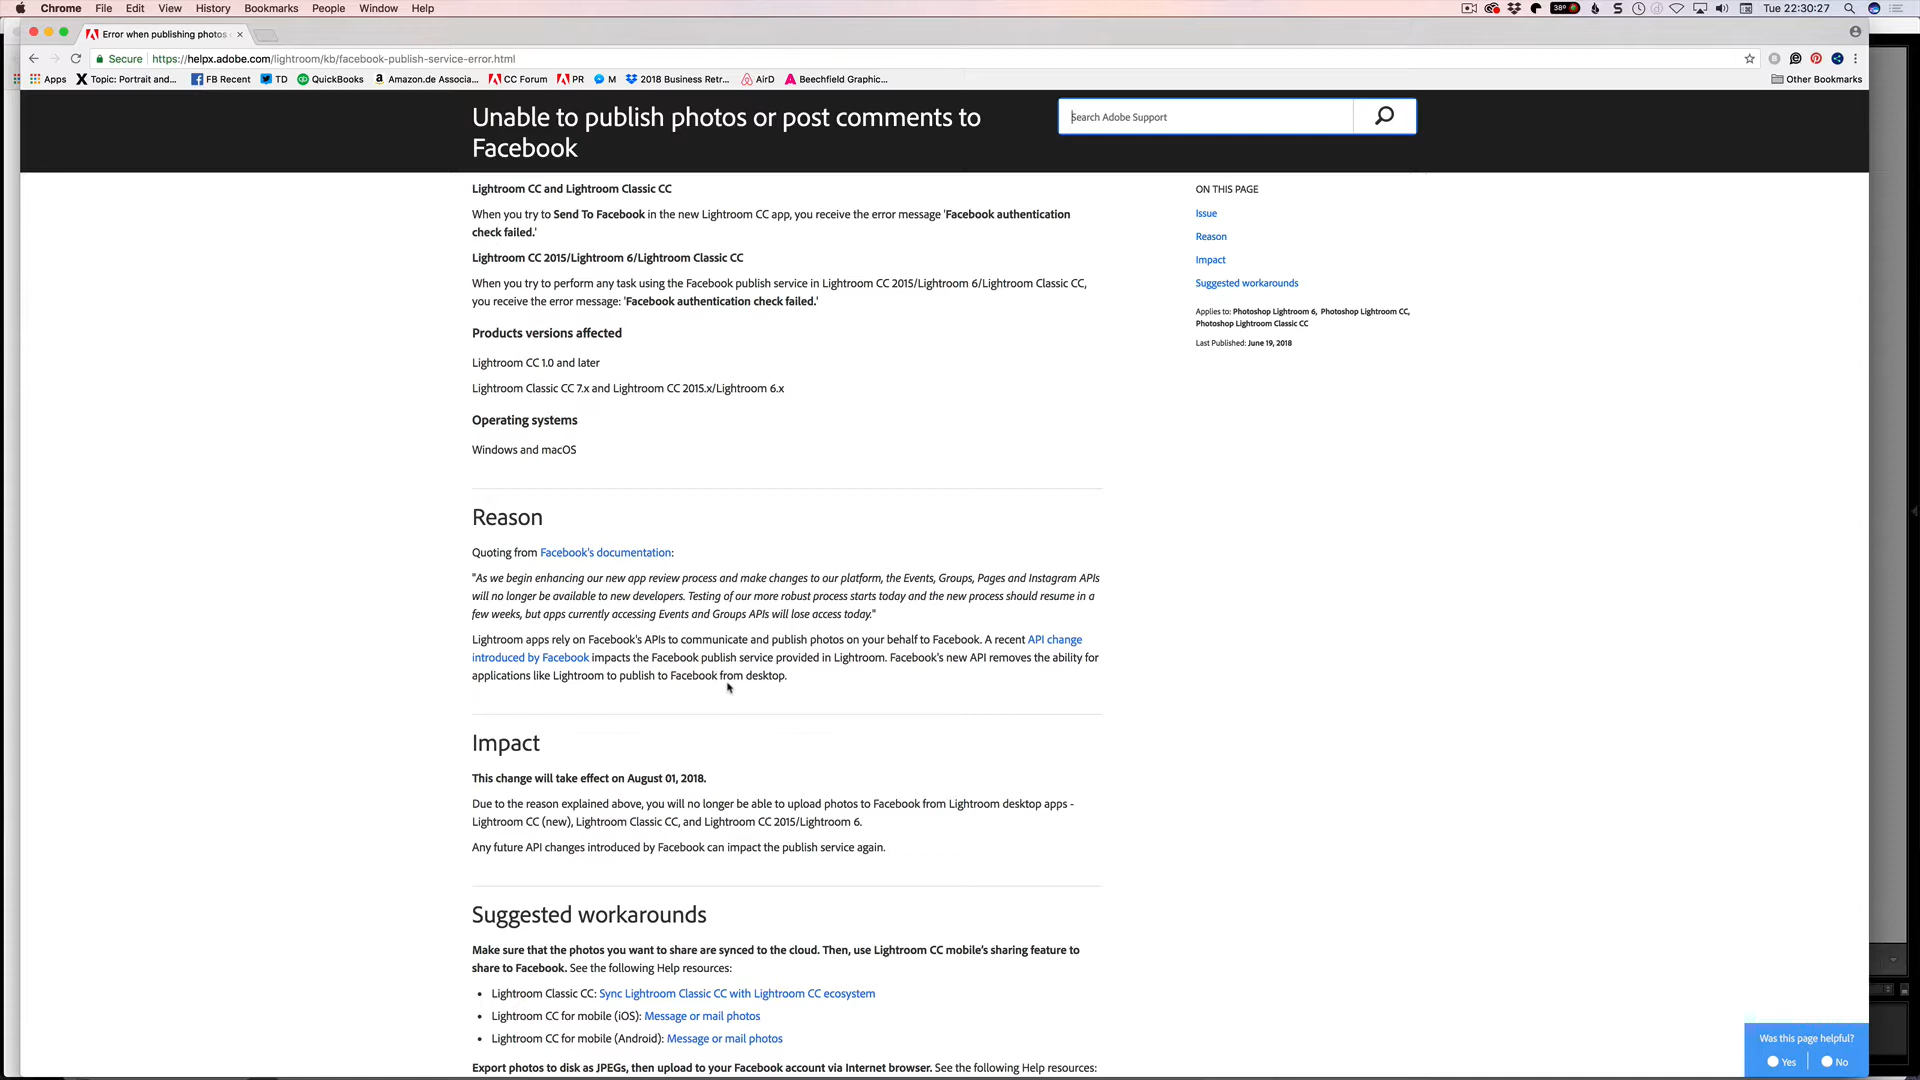 Chrome File Edit View History Bookmarks People Window Help
38° Tue 22:30:27
Error when publishing photos
Secure https://helpx.adobe.com/lightroom/kb/facebook-publish-service-error.html
Apps Topic: Portrait and... FB Recent TD QuickBooks Amazon.de Associa... CC Forum PR M 2018 Business Retr... AirD Beechfield Graphic... Other Bookmarks
Unable to publish photos or post comments to
Facebook
Search Adobe Support
Lightroom CC and Lightroom Classic CC
When you try to Send To Facebook in the new Lightroom CC app, you receive the error message 'Facebook authentication
check failed.'
Lightroom CC 2015/Lightroom 6/Lightroom Classic CC
When you try to perform any task using the Facebook publish service in Lightroom CC 2015/Lightroom 6/Lightroom Classic CC,
you receive the error message: 'Facebook authentication check failed.'
Products versions affected
Lightroom CC 1.0 and later
Lightroom Classic CC 7.x and Lightroom CC 2015.x/Lightroom 6.x
Operating systems
Windows and macOS
Reason
Quoting from Facebook's documentation:
"As we begin enhancing our new app review process and make changes to our platform, the Events, Groups, Pages and Instagram APIs
will no longer be available to new developers. Testing of our more robust process starts today and the new process should resume in a
few weeks, but apps currently accessing Events and Groups APIs will lose access today."
Lightroom apps rely on Facebook's APIs to communicate and publish photos on your behalf to Facebook. A recent API change
introduced by Facebook impacts the Facebook publish service provided in Lightroom. Facebook's new API removes the ability for
applications like Lightroom to publish to Facebook from desktop.
Impact
This change will take effect on August 01, 2018.
Due to the reason explained above, you will no longer be able to upload photos to Facebook from Lightroom desktop apps -
Lightroom CC (new), Lightroom Classic CC, and Lightroom CC 2015/Lightroom 6.
Any future API changes introduced by Facebook can impact the publish service again.
Suggested workarounds
Make sure that the photos you want to share are synced to the cloud. Then, use Lightroom CC mobile's sharing feature to
share to Facebook. See the following Help resources:
• Lightroom Classic CC: Sync Lightroom Classic CC with Lightroom CC ecosystem
• Lightroom CC for mobile (iOS): Message or mail photos
• Lightroom CC for mobile (Android): Message or mail photos
Export photos to disk as JPEGs, then upload to your Facebook account via Internet browser. See the following Help resources:
ON THIS PAGE
Issue
Reason
Impact
Suggested workarounds
Applies to: Photoshop Lightroom 6, Photoshop Lightroom CC,
Photoshop Lightroom Classic CC
Last Published: June 19, 2018
Was this page helpful?
Yes No